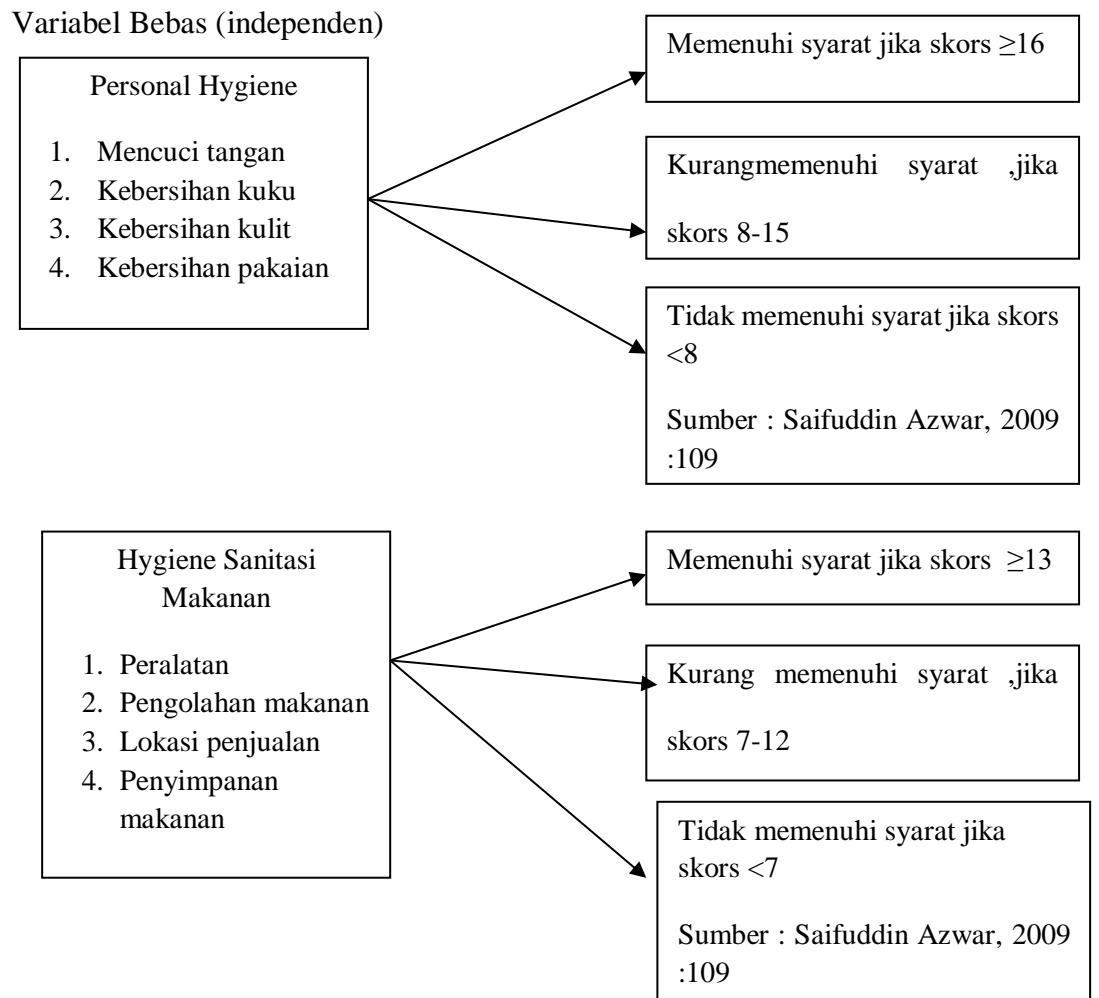 Variabel Bebas (independen)
Personal Hygiene
1. Mencuci tangan
2. Kebersihan kuku
3. Kebersihan kulit
4. Kebersihan pakaian
Memenuhi syarat jika skors ≥16
Kurangmemenuhi syarat ,jika
skors 8-15
Tidak memenuhi syarat jika skors
<8
Sumber : Saifuddin Azwar, 2009
:109
Hygiene Sanitasi
Makanan
1. Peralatan
2. Pengolahan makanan
3. Lokasi penjualan
4. Penyimpanan
makanan
Memenuhi syarat jika skors ≥13
Kurang memenuhi syarat ,jika
skors 7-12
Tidak memenuhi syarat jika
skors <7
Sumber : Saifuddin Azwar, 2009
:109